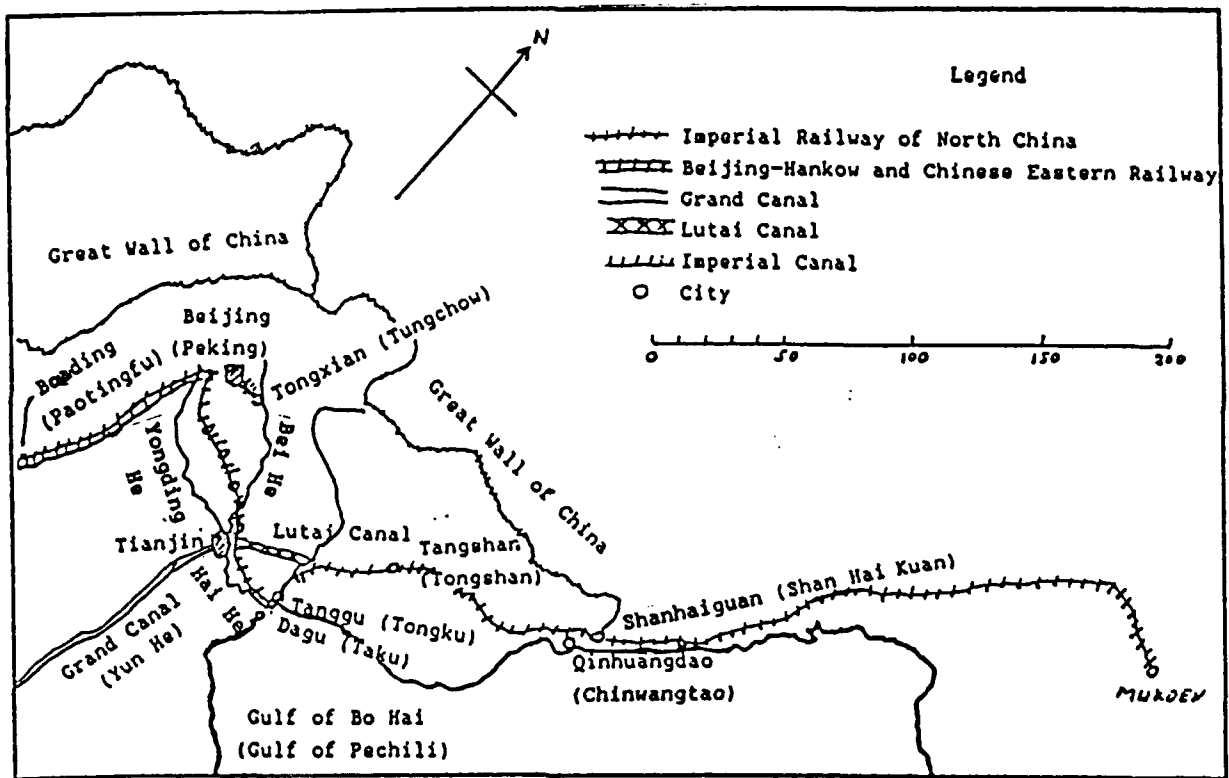 N
Legend
Imperial Railway of North China
Beijing-Hankow and Chinese Eastern Railway
Grand Canal
Lutai Canal
Imperial Canal
City
0 50 100 150 200
Great Wall of China
Beijing
(Peking)
Boading
(Paotingfu)
Tongxian (Tungchow)
Great Wall of China
Yongding
He
Bei He
Tianjin
Lutai Canal
Tangshan
(Tongshan)
Hai He
Shanhaiguan (Shan Hai Kuan)
Tanggu (Tongku)
Dagu (Taku)
Grand Canal
(Yun He)
Qinhuangdao
(Chinwangtao)
MUKDEN
Gulf of Bo Hai
(Gulf of Pechili)